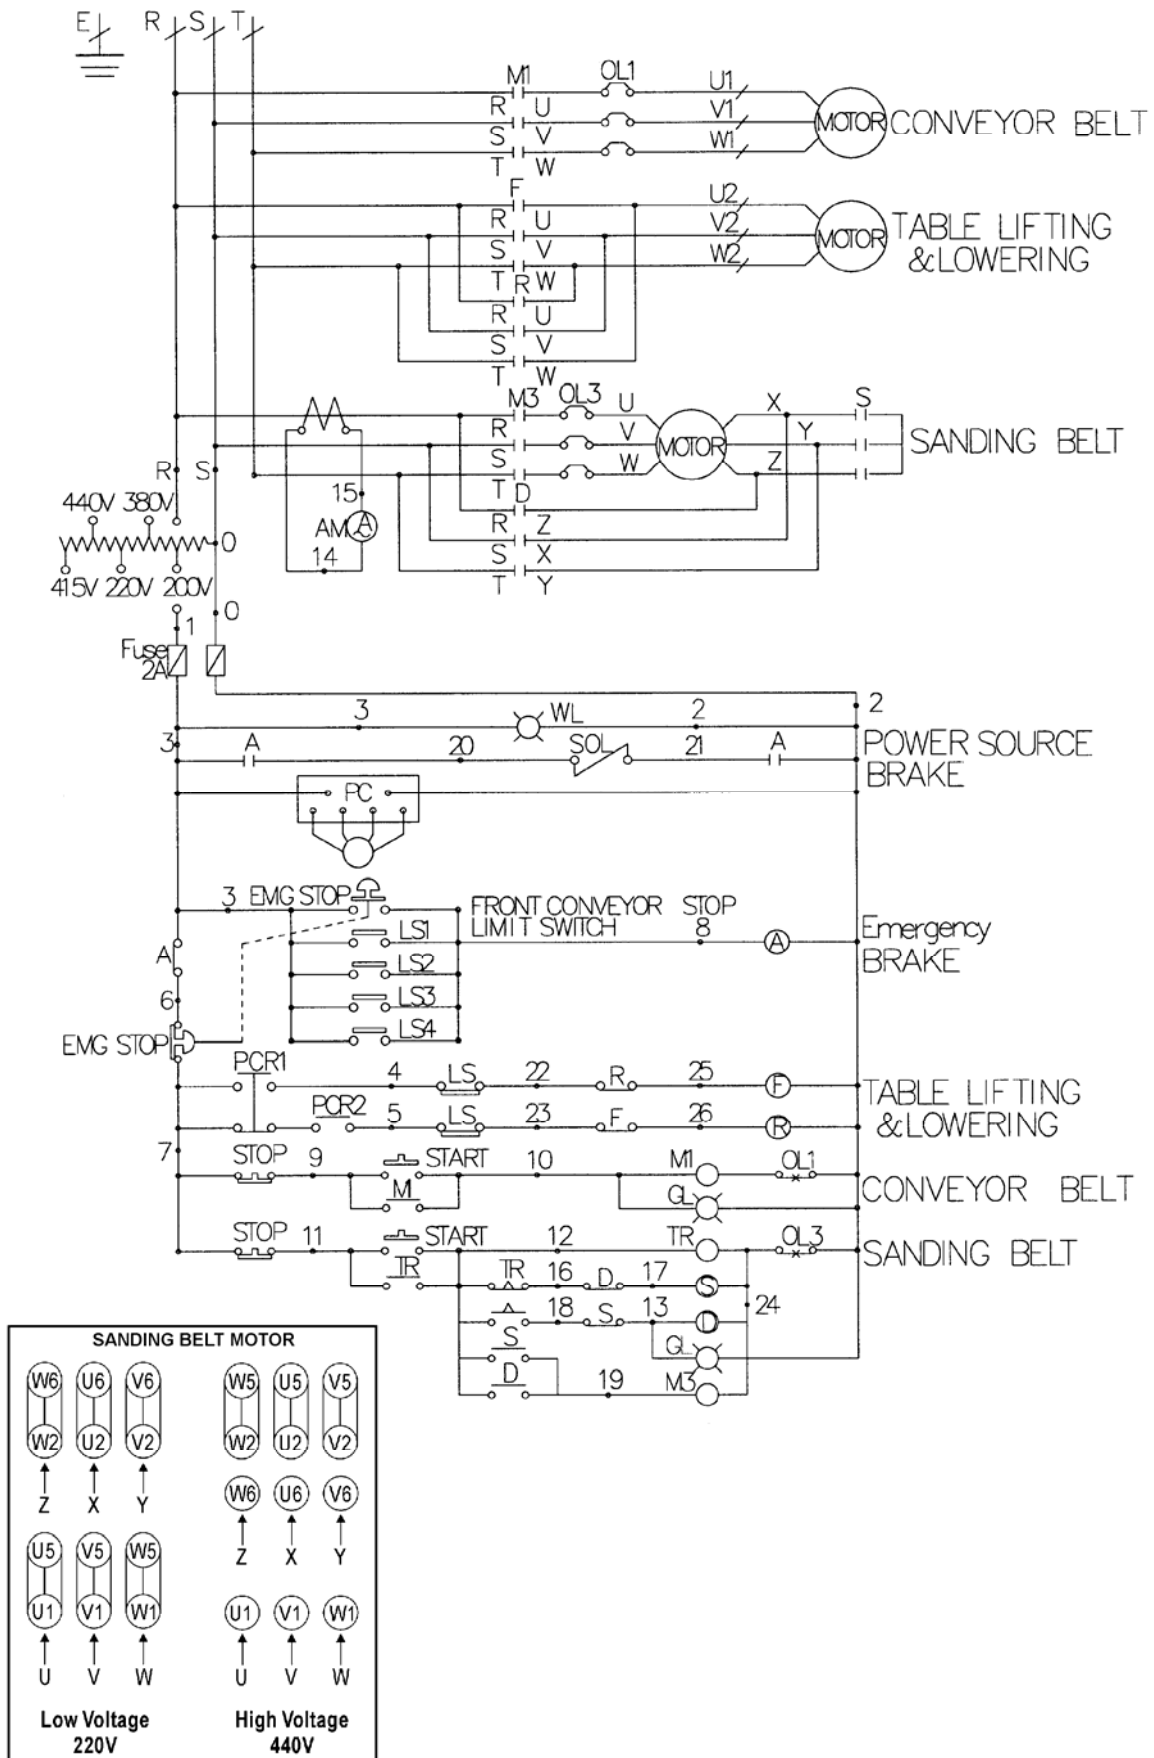 E R S T
M1 OL1 U1
R U V1 MOTOR CONVEYOR BELT
S V W1
T W
F U2
R U V2 MOTOR TABLE LIFTING
S V W2 &LOWERING
T R W
R U
S V
T W
M3 OL3 U X S
R V MOTOR Y SANDING BELT
S W Z
R S
15 T D
440V 380V AM A R Z
0 14 S X
415V 220V 200V T Y
0
1
Fuse
2A
3 WL 2 2
3 A 20 SOL 21 A POWER SOURCE
BRAKE
PC
3 EMG STOP FRONT CONVEYOR STOP
LIMIT SWITCH 8 Emergency
A LS1 A BRAKE
LS2
6 LS3
LS4
EMG STOP
PCR1 4 LS 22 R 25 F TABLE LIFTING
PCR2 5 LS 23 F 26 R &LOWERING
7 STOP 9 START 10 M1 OL1
M1 GL CONVEYOR BELT
STOP 11 START 12 TR OL3 SANDING BELT
TR TR 16 D 17 S
18 S 13 D 24
S GL
D 19 M3
SANDING BELT MOTOR
W6 U6 V6 W5 U5 V5
W2 U2 V2 W2 U2 V2
W6 U6 V6
Z X Y
Z X Y
U5 V5 W5
U1 V1 W1 U1 V1 W1
U V W U V W
Low Voltage High Voltage
220V 440V